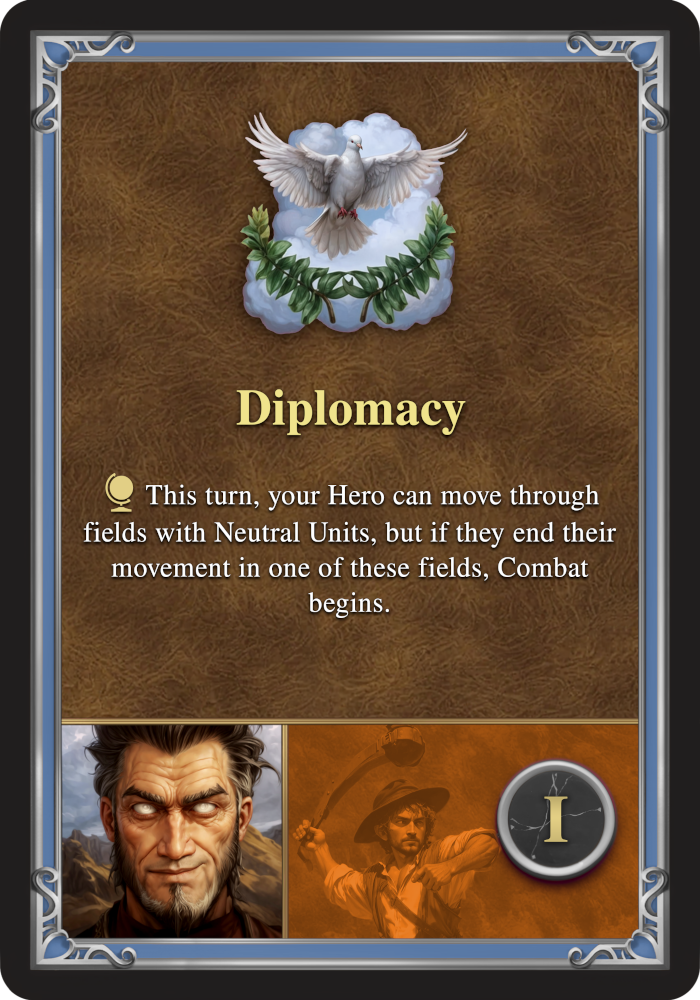 Diplomacy
This turn, your Hero can move through
fields with Neutral Units, but if they end their
movement in one of these fields, Combat
begins.
I